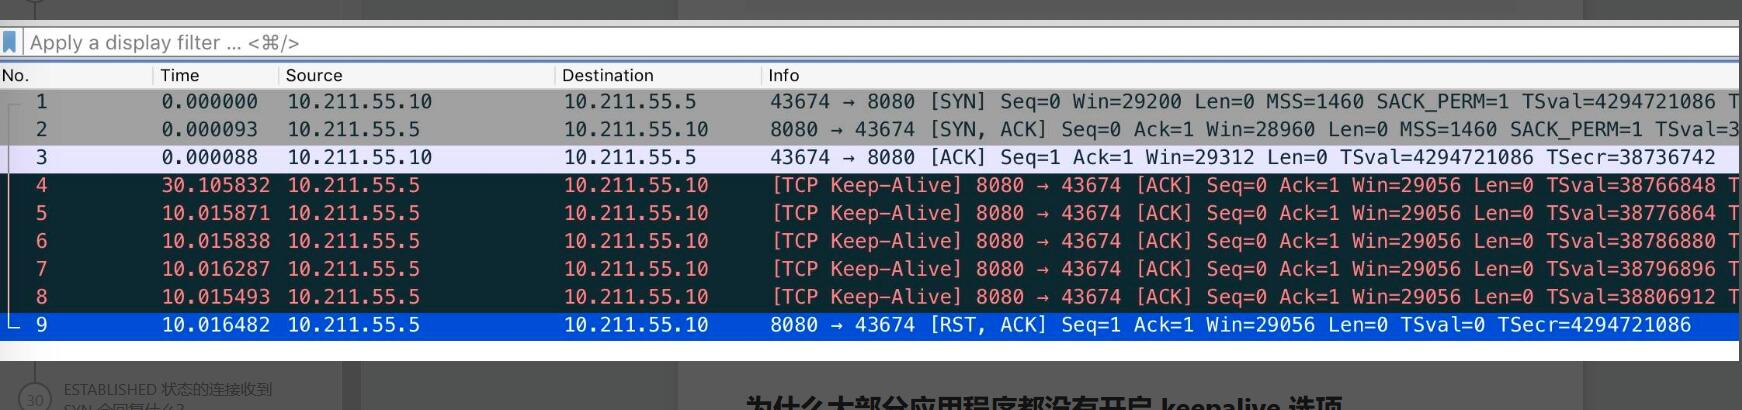 Apply a display filter ... <⌘/>
No. Time Source Destination Info
1 0.000000 10.211.55.10 10.211.55.5 43674 → 8080 [SYN] Seq=0 Win=29200 Len=0 MSS=1460 SACK_PERM=1 TSval=4294721086 T
2 0.000093 10.211.55.5 10.211.55.10 8080 → 43674 [SYN, ACK] Seq=0 Ack=1 Win=28960 Len=0 MSS=1460 SACK_PERM=1 TSval=3
3 0.000088 10.211.55.10 10.211.55.5 43674 → 8080 [ACK] Seq=1 Ack=1 Win=29312 Len=0 TSval=4294721086 TSecr=38736742
4 30.105832 10.211.55.5 10.211.55.10 [TCP Keep-Alive] 8080 → 43674 [ACK] Seq=0 Ack=1 Win=29056 Len=0 TSval=38766848 T
5 10.015871 10.211.55.5 10.211.55.10 [TCP Keep-Alive] 8080 → 43674 [ACK] Seq=0 Ack=1 Win=29056 Len=0 TSval=38776864 T
6 10.015838 10.211.55.5 10.211.55.10 [TCP Keep-Alive] 8080 → 43674 [ACK] Seq=0 Ack=1 Win=29056 Len=0 TSval=38786880 T
7 10.016287 10.211.55.5 10.211.55.10 [TCP Keep-Alive] 8080 → 43674 [ACK] Seq=0 Ack=1 Win=29056 Len=0 TSval=38796896 T
8 10.015493 10.211.55.5 10.211.55.10 [TCP Keep-Alive] 8080 → 43674 [ACK] Seq=0 Ack=1 Win=29056 Len=0 TSval=38806912 T
9 10.016482 10.211.55.5 10.211.55.10 8080 → 43674 [RST, ACK] Seq=1 Ack=1 Win=29056 Len=0 TSval=0 TSecr=4294721086
30 ESTABLISHED 状态的连接收到
SYN 会回复什么？
为什么大部分应用程序都没有开启 keepalive 选项